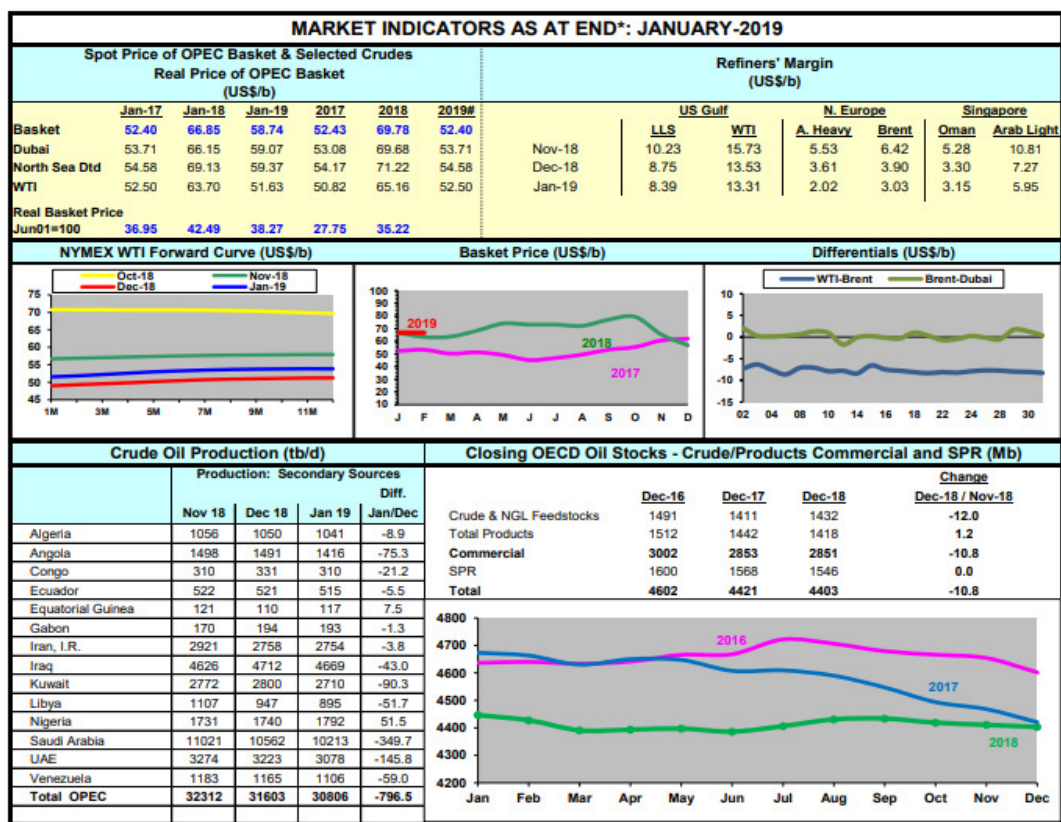 MARKET INDICATORS AS AT END*: JANUARY-2019
Spot Price of OPEC Basket & Selected Crudes
Real Price of OPEC Basket
(US$/b)
Jan-17 Jan-18 Jan-19 2017 2018 2019#
Basket 52.40 66.85 58.74 52.43 69.78 52.40
Dubai 53.71 66.15 59.07 53.08 69.68 53.71
North Sea Dtd 54.58 69.13 59.37 54.17 71.22 54.58
WTI 52.50 63.70 51.63 50.82 65.16 52.50
Real Basket Price
Jun01=100 36.95 42.49 38.27 27.75 35.22
Refiners' Margin
(US$/b)
US Gulf N. Europe Singapore
LLS WTI A. Heavy Brent Oman Arab Light
Nov-18 10.23 15.73 5.53 6.42 5.28 10.81
Dec-18 8.75 13.53 3.61 3.90 3.30 7.27
Jan-19 8.39 13.31 2.02 3.03 3.15 5.95
NYMEX WTI Forward Curve (US$/b)
Oct-18 Nov-18
Dec-18 Jan-19
75
70
65
60
55
50
45
1M 3M 5M 7M 9M 11M
Basket Price (US$/b)
100
90
80
70
60
50
40
30
20
10
2019
2018
2017
J F M A M J J A S O N D
Differentials (US$/b)
WTI-Brent Brent-Dubai
10
5
0
-5
-10
-15
02 04 08 10 14 16 18 22 24 28 30
Crude Oil Production (tb/d)
Production: Secondary Sources
Diff.
Nov 18 Dec 18 Jan 19 Jan/Dec
Algeria 1056 1050 1041 -8.9
Angola 1498 1491 1416 -75.3
Congo 310 331 310 -21.2
Ecuador 522 521 515 -5.5
Equatorial Guinea 121 110 117 7.5
Gabon 170 194 193 -1.3
Iran, I.R. 2921 2758 2754 -3.8
Iraq 4626 4712 4669 -43.0
Kuwait 2772 2800 2710 -90.3
Libya 1107 947 895 -51.7
Nigeria 1731 1740 1792 51.5
Saudi Arabia 11021 10562 10213 -349.7
UAE 3274 3223 3078 -145.8
Venezuela 1183 1165 1106 -59.0
Total OPEC 32312 31603 30806 -796.5
Closing OECD Oil Stocks - Crude/Products Commercial and SPR (Mb)
Change
Dec-16 Dec-17 Dec-18 Dec-18 / Nov-18
Crude & NGL Feedstocks 1491 1411 1432 -12.0
Total Products 1512 1442 1418 1.2
Commercial 3002 2853 2851 -10.8
SPR 1600 1568 1546 0.0
Total 4602 4421 4403 -10.8
4800
4700
4600
4500
4400
4300
4200
2016
2017
2018
Jan Feb Mar Apr May Jun Jul Aug Sep Oct Nov Dec